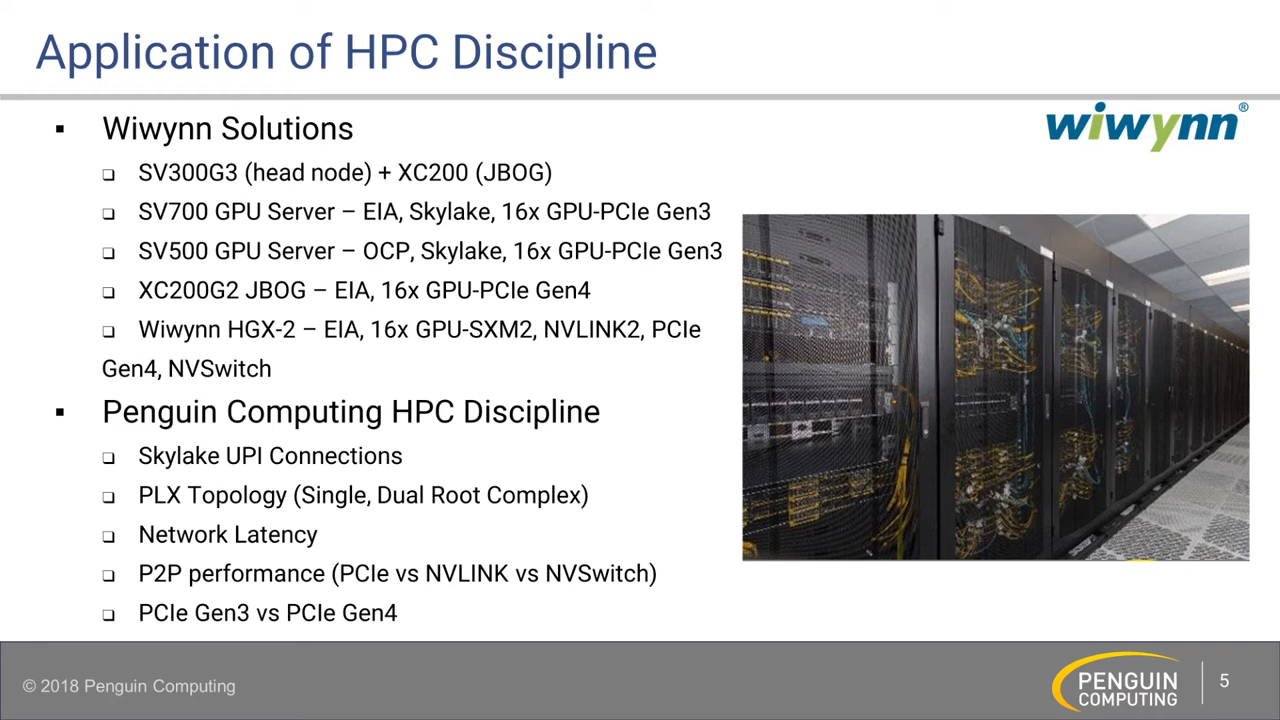 Application of HPC Discipline
wiwynn®
▪ Wiwynn Solutions
❑ SV300G3 (head node) + XC200 (JBOG)
❑ SV700 GPU Server – EIA, Skylake, 16x GPU-PCIe Gen3
❑ SV500 GPU Server – OCP, Skylake, 16x GPU-PCIe Gen3
❑ XC200G2 JBOG – EIA, 16x GPU-PCIe Gen4
❑ Wiwynn HGX-2 – EIA, 16x GPU-SXM2, NVLINK2, PCIe
Gen4, NVSwitch
▪ Penguin Computing HPC Discipline
❑ Skylake UPI Connections
❑ PLX Topology (Single, Dual Root Complex)
❑ Network Latency
❑ P2P performance (PCIe vs NVLINK vs NVSwitch)
❑ PCIe Gen3 vs PCIe Gen4
© 2018 Penguin Computing
PENGUIN
COMPUTING
5